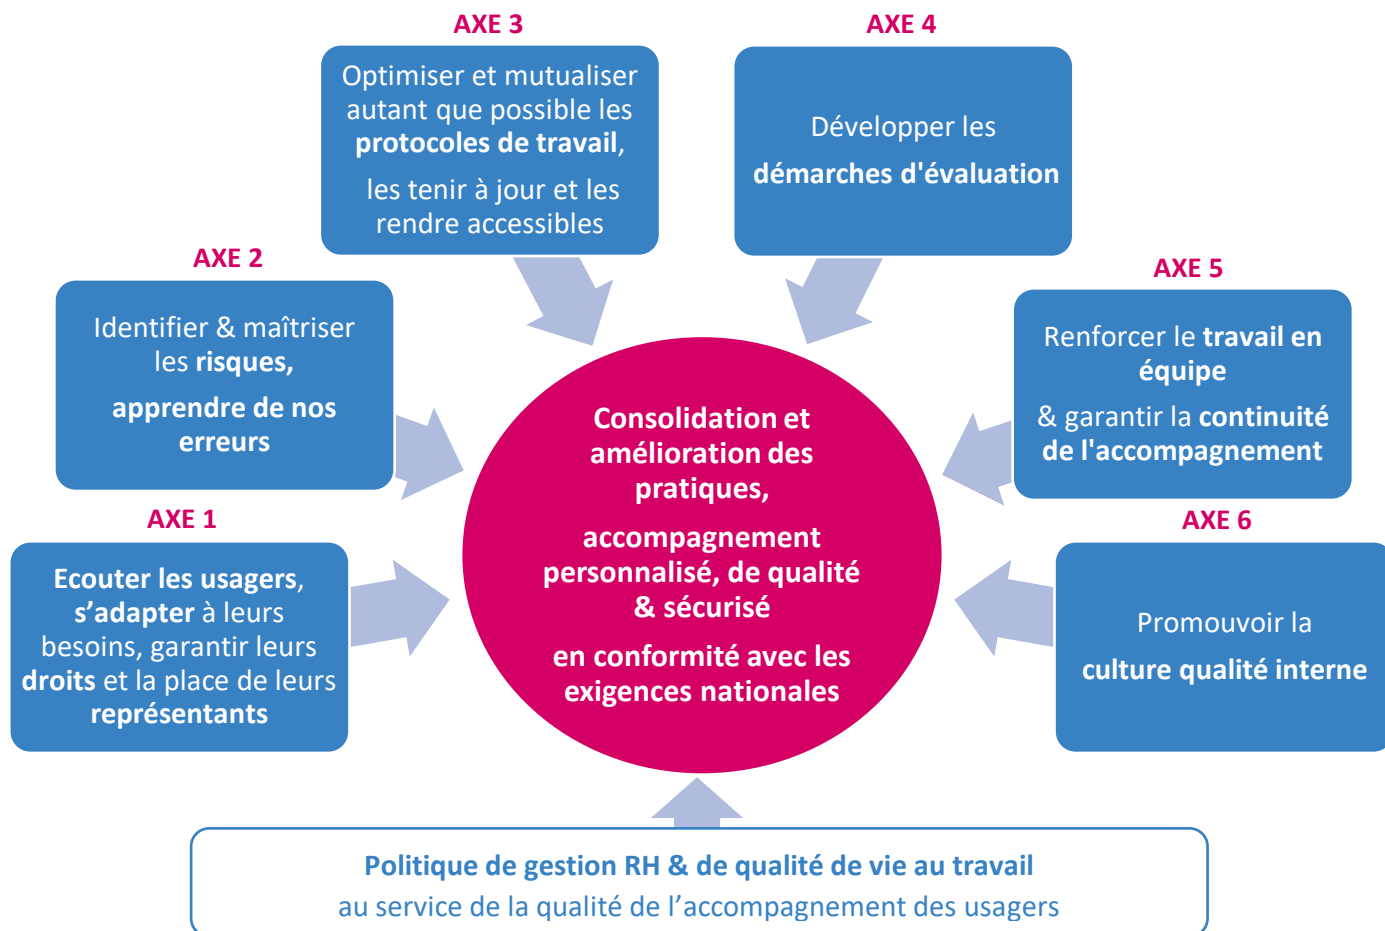 AXE 3
Optimiser et mutualiser
autant que possible les
protocoles de travail,
les tenir à jour et les
rendre accessibles
AXE 4
Développer les
démarches d'évaluation
AXE 2
Identifier & maîtriser
les risques,
apprendre de nos
erreurs
AXE 5
Renforcer le travail en
équipe
& garantir la continuité
de l'accompagnement
AXE 1
Ecouter les usagers,
s’adapter à leurs
besoins, garantir leurs
droits et la place de leurs
représentants
AXE 6
Promouvoir la
culture qualité interne
Consolidation et
amélioration des
pratiques,
accompagnement
personnalisé, de qualité
& sécurisé
en conformité avec les
exigences nationales
Politique de gestion RH & de qualité de vie au travail
au service de la qualité de l’accompagnement des usagers